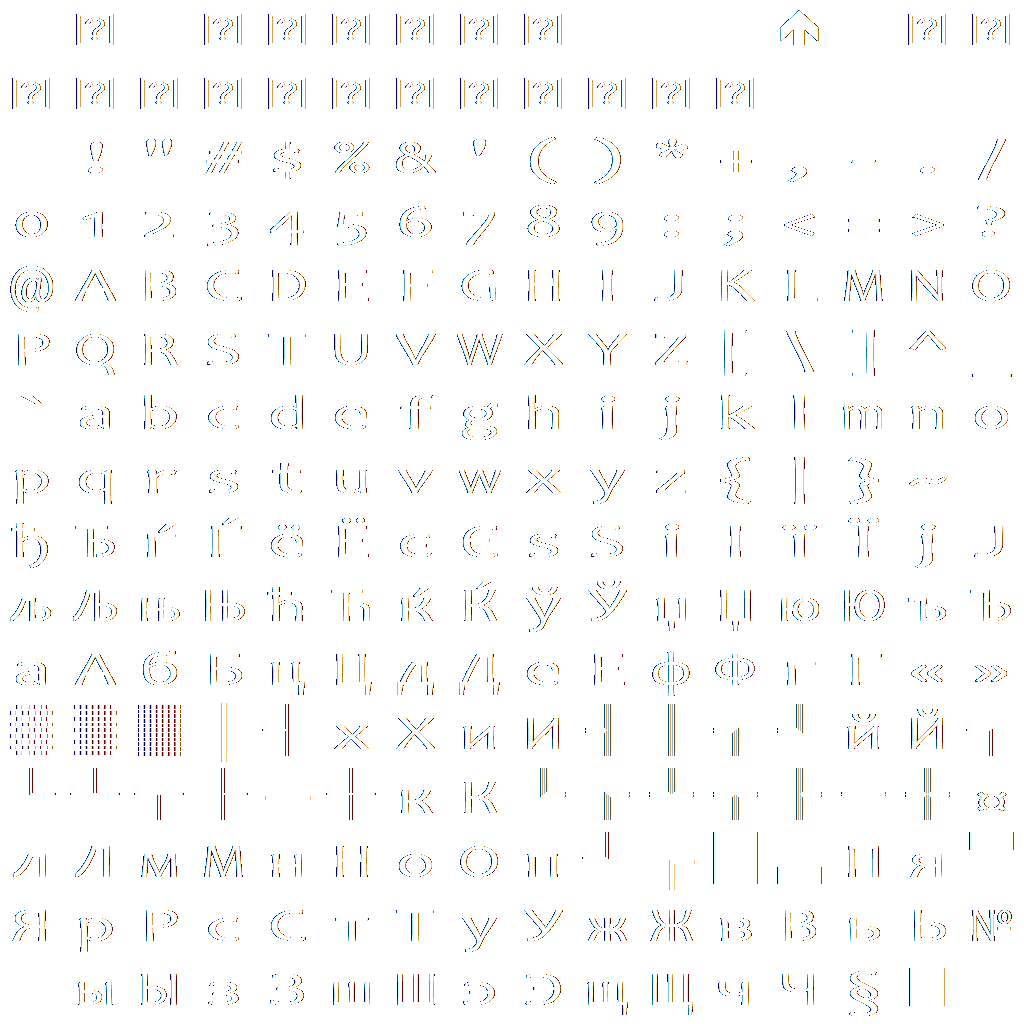 ? ? ? ? ? ? ? ↑ ? ?
? ? ? ? ? ? ? ? ? ? ? ?
! " # $ % & ' ( ) * + , - . /
0 1 2 3 4 5 6 7 8 9 : ; < = > ?
@ A B C D E F G H I J K L M N O
P Q R S T U V W X Y Z [ \ ] ^ _
` a b c d e f g h i j k l m n o
p q r s t u v w x y z { | } ~
ђ Ђ ѓ Ѓ ё Ё є Є ѕ Ѕ і І ї Ї ј Ј
љ Љ њ Њ ћ Ћ ќ Ќ ў Ў џ Џ ю Ю ъ Ъ
а А б Б ц Ц д Д е Е ф Ф г Г « »
░ ▒ ▓ │ ┤ х Х и И ╣ ║ ╗ ╝ й Й ┐
└ ┴ ┬ ├ ─ ┼ к К ╚ ╔ ╩ ╦ ╠ ═ ╬ ¤
л Л м М н Н о О п ┘ ┌ █ ▄ П я ▀
Я р Р с С т Т у У ж Ж в В ь Ь №
ы Ы з З ш Ш э Э щ Щ ч Ч § ■